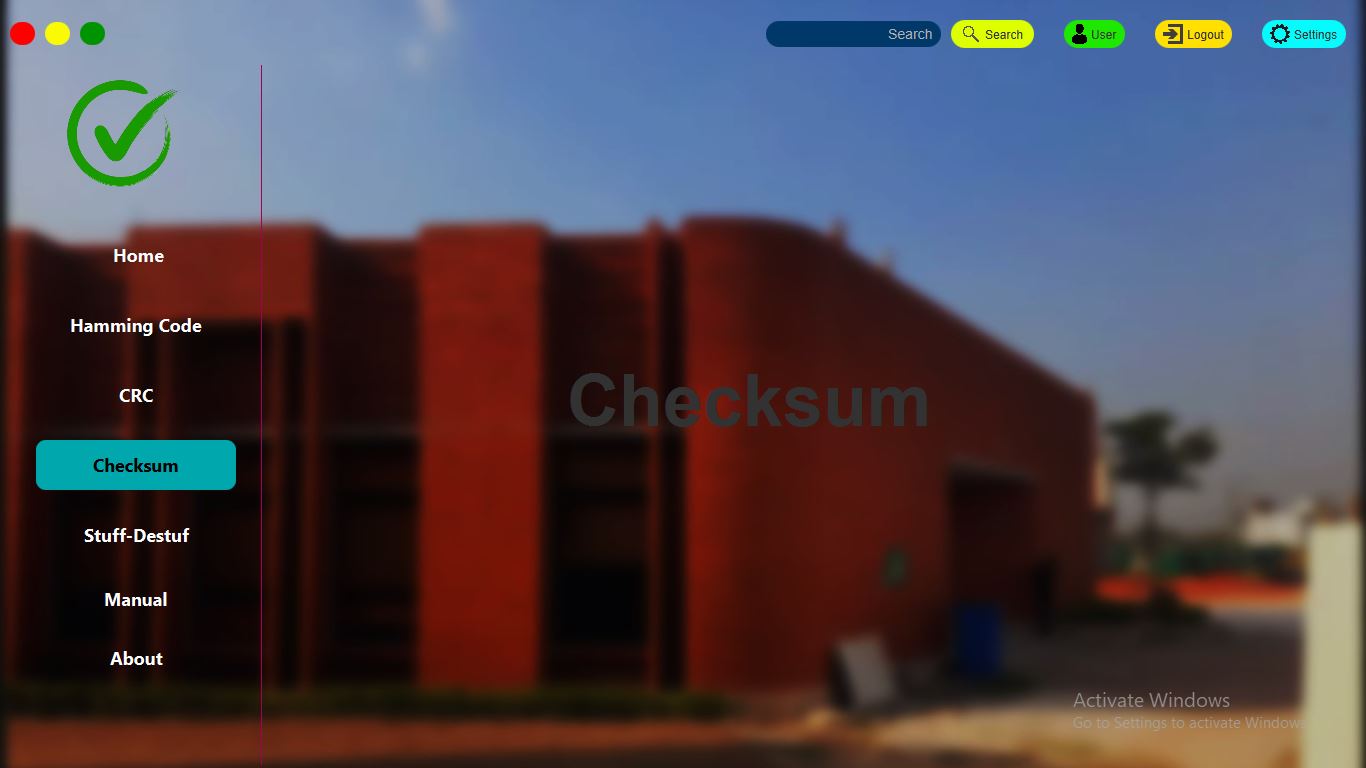 Search
Search
User
Logout
Settings
Home
Hamming Code
CRC
Checksum
Checksum
Stuff-Destuf
Manual
About
Activate Windows
Go to Settings to activate Windows